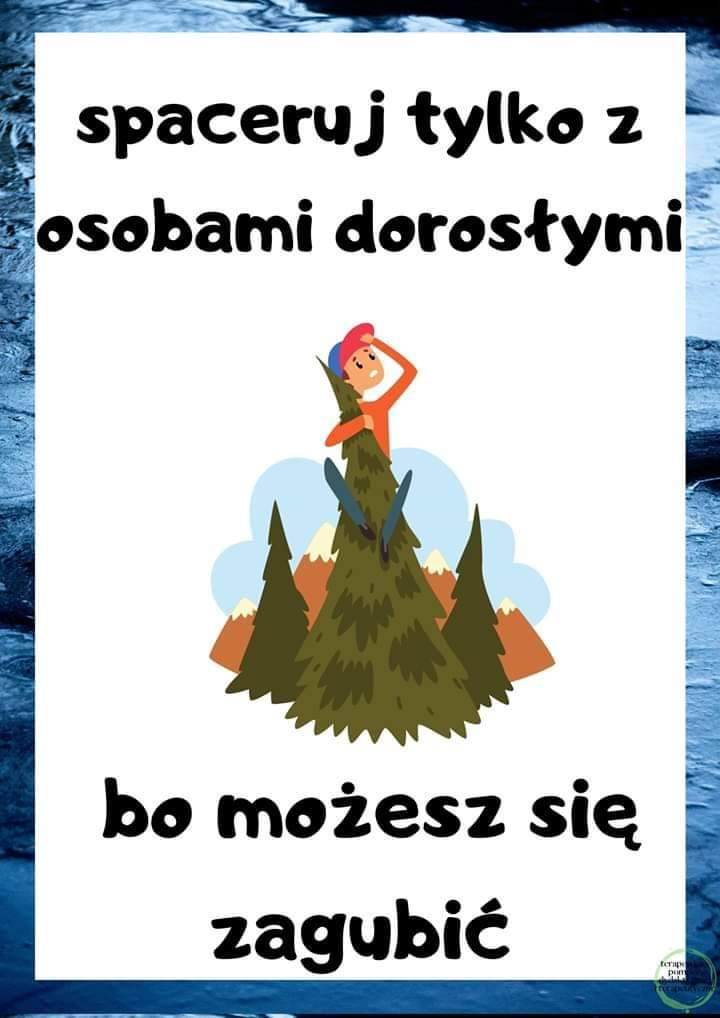 spaceruj tylko z
osobami dorosłymi
bo możesz się
zagubić